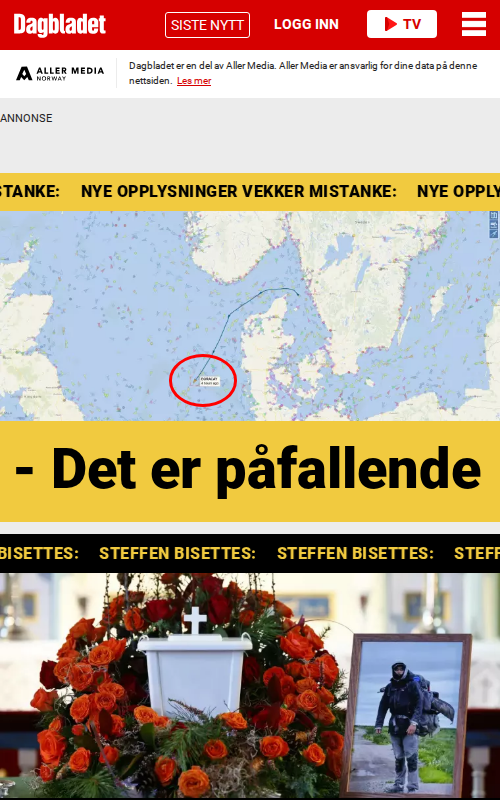 Dagbladet
SISTE NYTT
LOGG INN
TV
ALLER MEDIA
NORWAY
Dagbladet er en del av Aller Media. Aller Media er ansvarlig for dine data på denne
nettsiden. Les mer
ANNONSE
STANKE: NYE OPPLYSNINGER VEKKER MISTANKE: NYE OPPLY
- Det er påfallende
BISETTES: STEFFEN BISETTES: STEFFEN BISETTES: STEFF